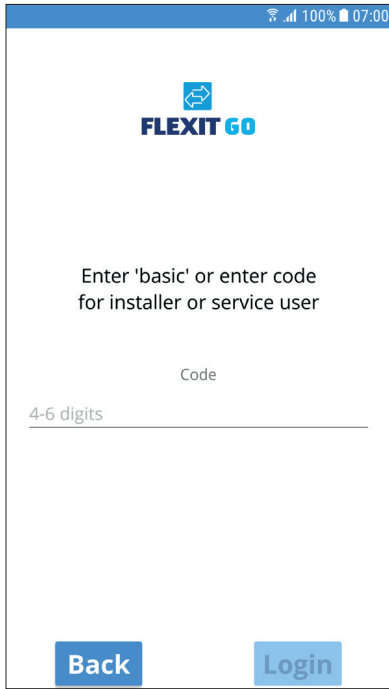 100% 07:00
FLEXIT GO
Enter 'basic' or enter code
for installer or service user
Code
4-6 digits
Back
Login